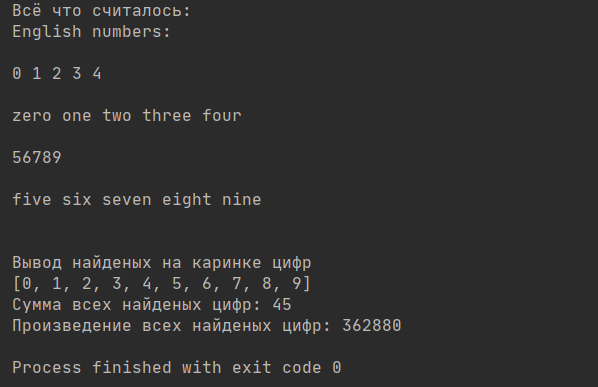 Всё что считалось:
English numbers:
0 1 2 3 4
zero one two three four
56789
five six seven eight nine
Вывод найденых на каринке цифр
[0, 1, 2, 3, 4, 5, 6, 7, 8, 9]
Сумма всех найденых цифр: 45
Произведение всех найденых цифр: 362880
Process finished with exit code 0